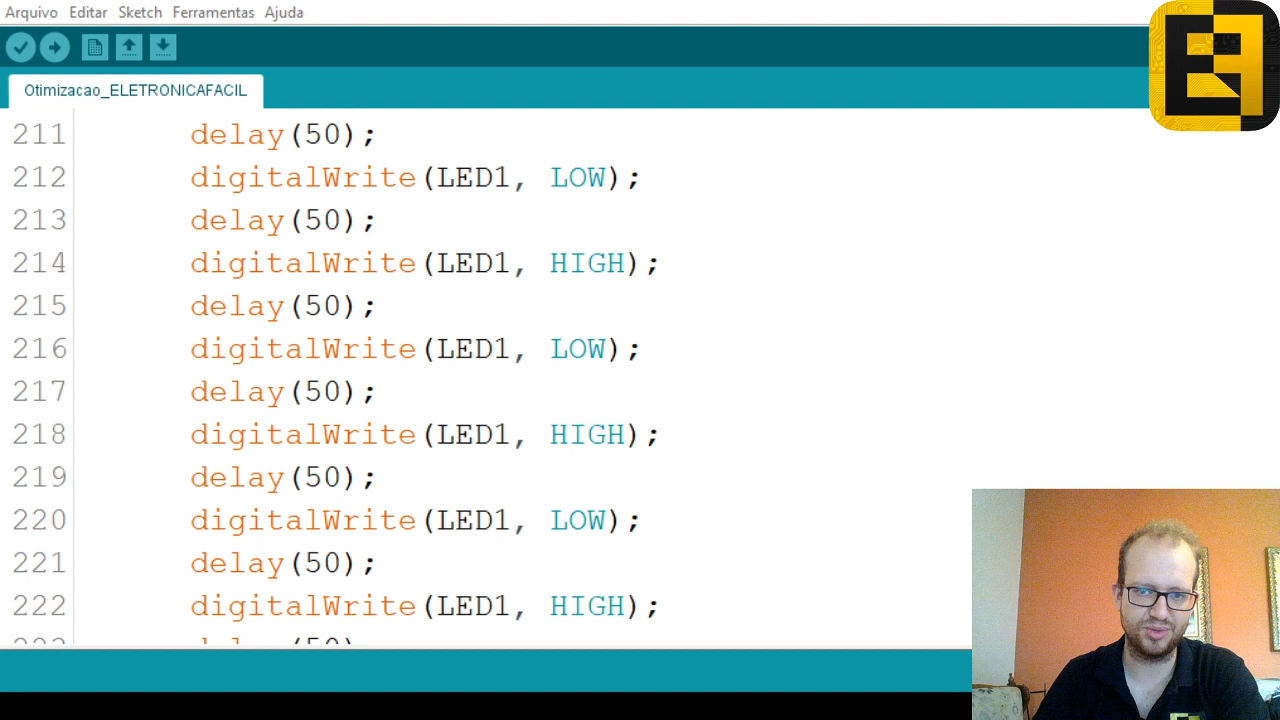 Arquivo Editar Sketch Ferramentas Ajuda
Otimizacao_ELETRONICAFACIL
211 delay(50);
212 digitalWrite(LED1, LOW);
213 delay(50);
214 digitalWrite(LED1, HIGH);
215 delay(50);
216 digitalWrite(LED1, LOW);
217 delay(50);
218 digitalWrite(LED1, HIGH);
219 delay(50);
220 digitalWrite(LED1, LOW);
221 delay(50);
222 digitalWrite(LED1, HIGH);
EF